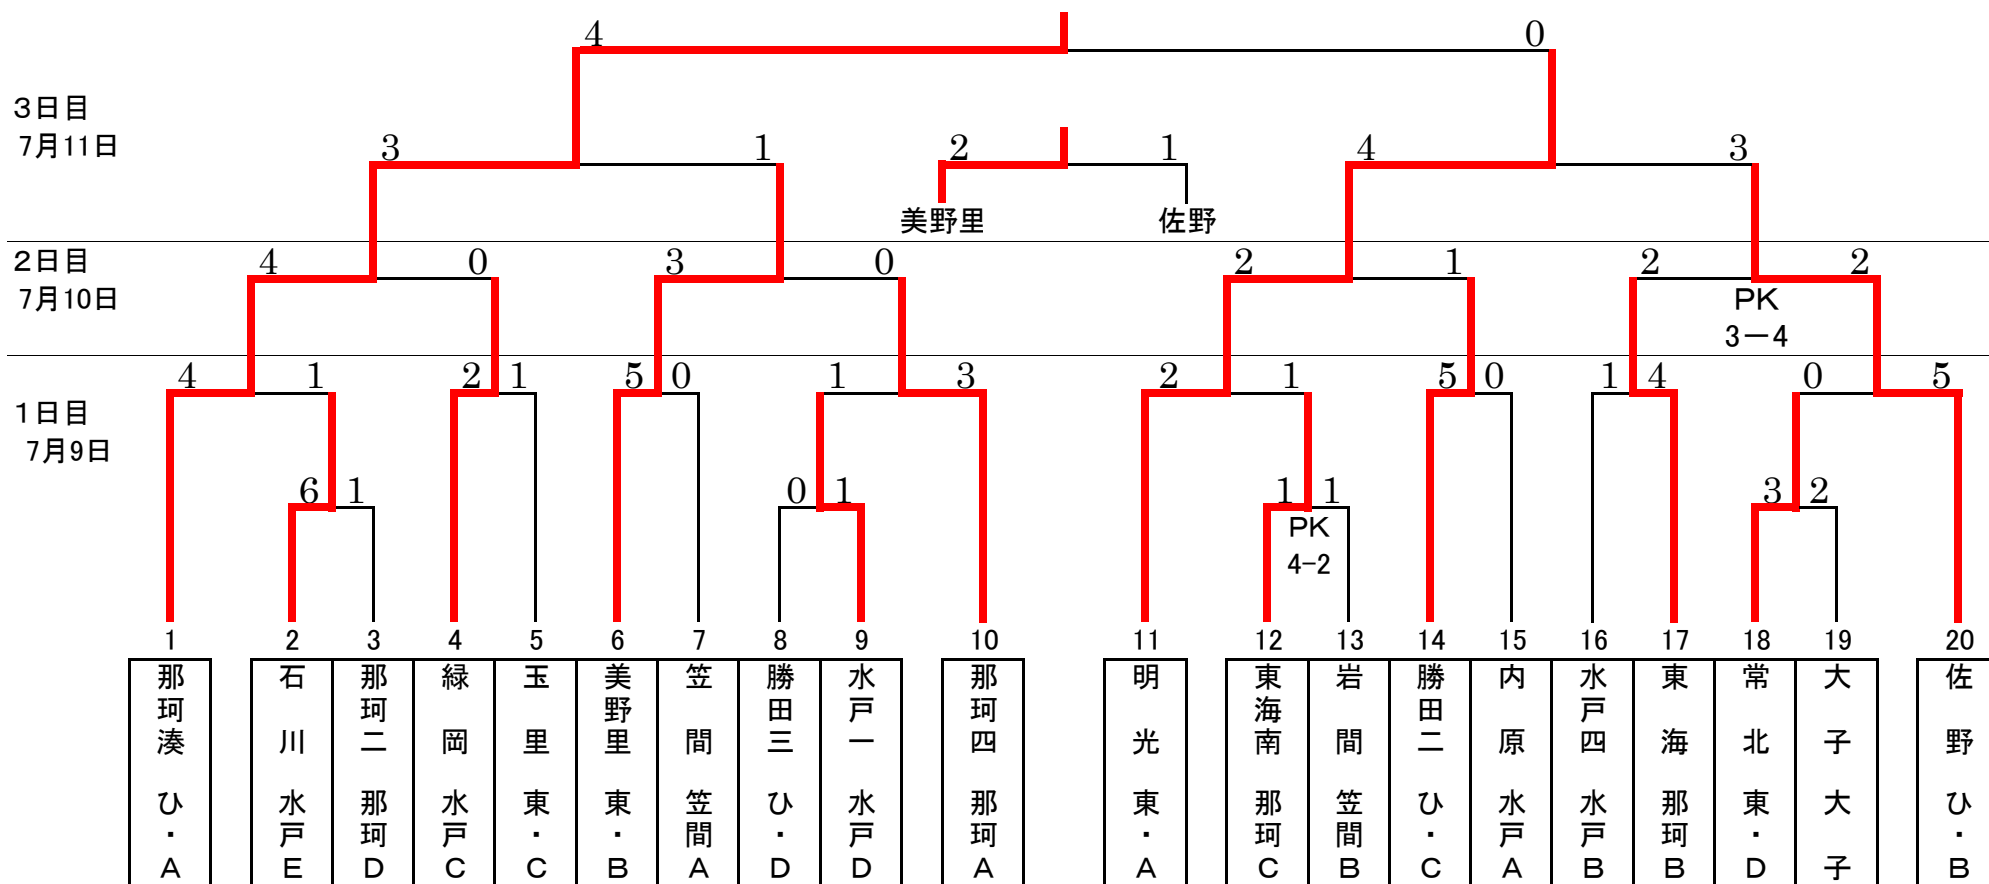 4 0
3日目
7月11日
3 1 2 1 4 3
美野里 佐野
2日目
7月10日
4 0 3 0 2 1 2 2
PK
3－4
1日目
7月9日
4 1 2 1 5 0 1 3 2 1 5 0 1 4 0 5
6 1 0 1 1 1 3 2
PK
4-2
1 2 3 4 5 6 7 8 9 10 11 12 13 14 15 16 17 18 19 20
那珂湊 ひ・A
石川 水戸E
那珂二 那珂D
緑岡 水戸C
玉里 東・C
美野里 東・B
笠間 笠間A
勝田三 ひ・D
水戸一 水戸D
那珂四 那珂A
明光 東・A
東海南 那珂C
岩間 笠間B
勝田二 ひ・C
内原 水戸A
水戸四 水戸B
東海 那珂B
常北 東・D
大子 大子
佐野 ひ・B